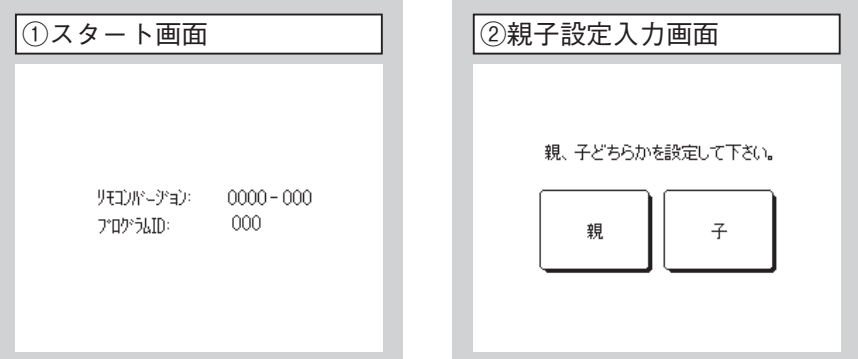 ①スタート画面
ﾘﾓｺﾝﾊﾞｰｼﾞｮﾝ: 0000-000
ﾌﾟﾛｸﾞﾗﾑID: 000
②親子設定入力画面
親、子どちらかを設定して下さい。
親 子